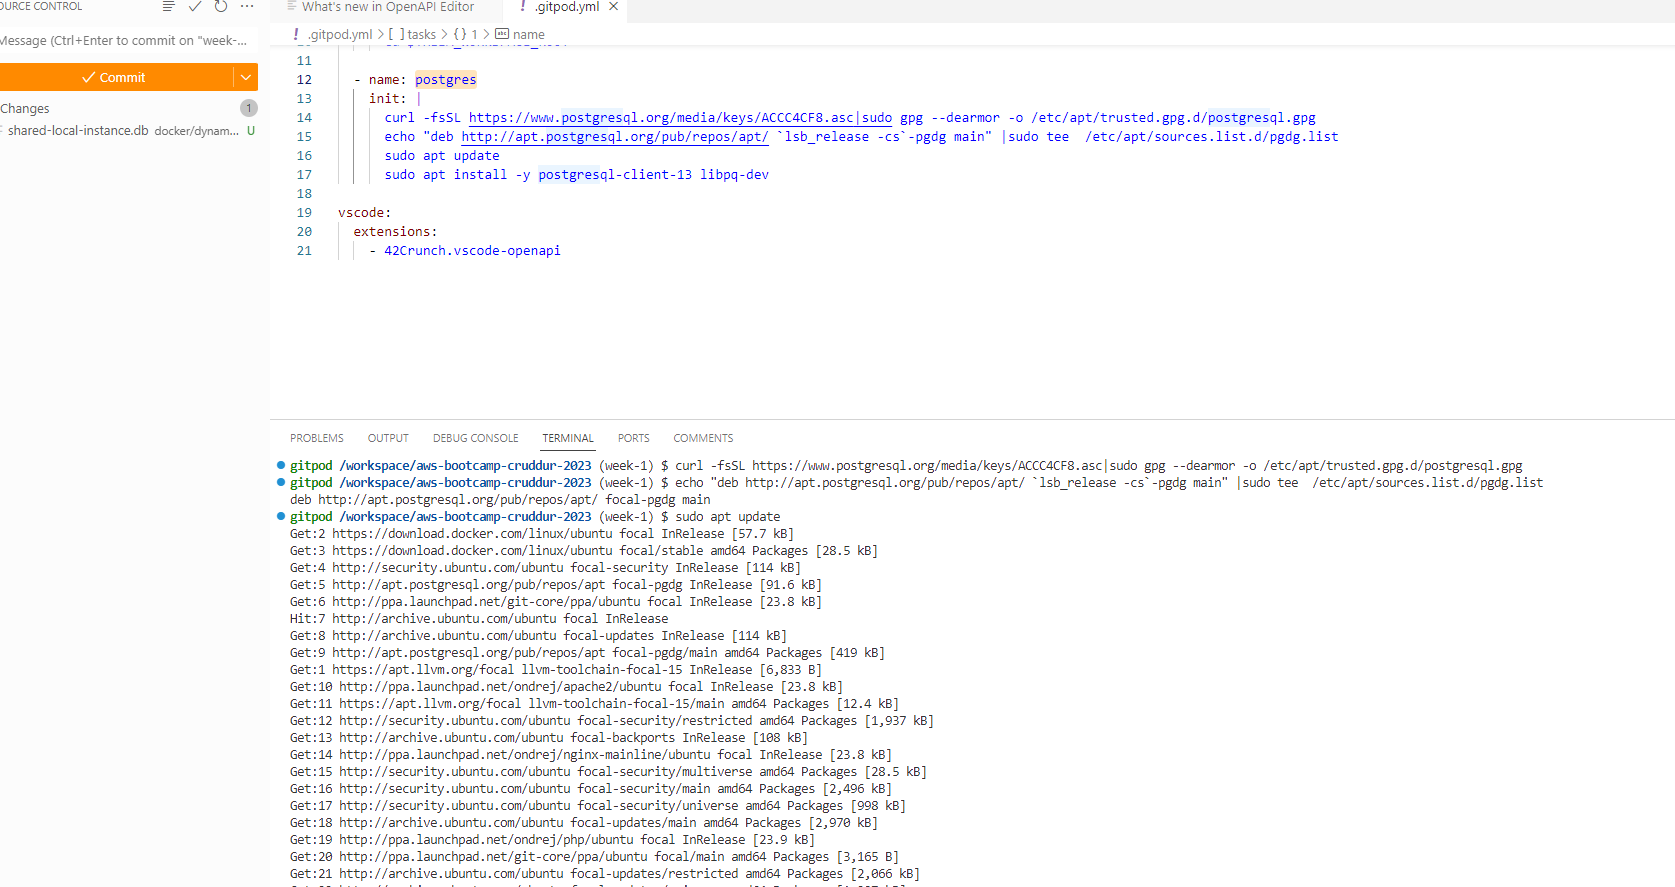 OURCE CONTROL
Message (Ctrl+Enter to commit on "week-...
Commit
Changes
1
shared-local-instance.db docker/dynam... U
What's new in OpenAPI Editor
! .gitpod.yml
! .gitpod.yml > [ ] tasks > {} 1 > abc name
11
12 - name: postgres
13 init: |
14 curl -fsSL https://www.postgresql.org/media/keys/ACCC4CF8.asc|sudo gpg --dearmor -o /etc/apt/trusted.gpg.d/postgresql.gpg
15 echo "deb http://apt.postgresql.org/pub/repos/apt/ `lsb_release -cs`-pgdg main" |sudo tee  /etc/apt/sources.list.d/pgdg.list
16 sudo apt update
17 sudo apt install -y postgresql-client-13 libpq-dev
18
19 vscode:
20 extensions:
21 - 42Crunch.vscode-openapi
PROBLEMS OUTPUT DEBUG CONSOLE TERMINAL PORTS COMMENTS
gitpod /workspace/aws-bootcamp-cruddur-2023 (week-1) $ curl -fsSL https://www.postgresql.org/media/keys/ACCC4CF8.asc|sudo gpg --dearmor -o /etc/apt/trusted.gpg.d/postgresql.gpg
gitpod /workspace/aws-bootcamp-cruddur-2023 (week-1) $ echo "deb http://apt.postgresql.org/pub/repos/apt/ `lsb_release -cs`-pgdg main" |sudo tee  /etc/apt/sources.list.d/pgdg.list
deb http://apt.postgresql.org/pub/repos/apt/ focal-pgdg main
gitpod /workspace/aws-bootcamp-cruddur-2023 (week-1) $ sudo apt update
Get:2 https://download.docker.com/linux/ubuntu focal InRelease [57.7 kB]
Get:3 https://download.docker.com/linux/ubuntu focal/stable amd64 Packages [28.5 kB]
Get:4 http://security.ubuntu.com/ubuntu focal-security InRelease [114 kB]
Get:5 http://apt.postgresql.org/pub/repos/apt focal-pgdg InRelease [91.6 kB]
Get:6 http://ppa.launchpad.net/git-core/ppa/ubuntu focal InRelease [23.8 kB]
Hit:7 http://archive.ubuntu.com/ubuntu focal InRelease
Get:8 http://archive.ubuntu.com/ubuntu focal-updates InRelease [114 kB]
Get:9 http://apt.postgresql.org/pub/repos/apt focal-pgdg/main amd64 Packages [419 kB]
Get:1 https://apt.llvm.org/focal llvm-toolchain-focal-15 InRelease [6,833 B]
Get:10 http://ppa.launchpad.net/ondrej/apache2/ubuntu focal InRelease [23.8 kB]
Get:11 https://apt.llvm.org/focal llvm-toolchain-focal-15/main amd64 Packages [12.4 kB]
Get:12 http://security.ubuntu.com/ubuntu focal-security/restricted amd64 Packages [1,937 kB]
Get:13 http://archive.ubuntu.com/ubuntu focal-backports InRelease [108 kB]
Get:14 http://ppa.launchpad.net/ondrej/nginx-mainline/ubuntu focal InRelease [23.8 kB]
Get:15 http://security.ubuntu.com/ubuntu focal-security/multiverse amd64 Packages [28.5 kB]
Get:16 http://security.ubuntu.com/ubuntu focal-security/main amd64 Packages [2,496 kB]
Get:17 http://security.ubuntu.com/ubuntu focal-security/universe amd64 Packages [998 kB]
Get:18 http://archive.ubuntu.com/ubuntu focal-updates/main amd64 Packages [2,970 kB]
Get:19 http://ppa.launchpad.net/ondrej/php/ubuntu focal InRelease [23.9 kB]
Get:20 http://ppa.launchpad.net/git-core/ppa/ubuntu focal/main amd64 Packages [3,165 B]
Get:21 http://archive.ubuntu.com/ubuntu focal-updates/restricted amd64 Packages [2,066 kB]